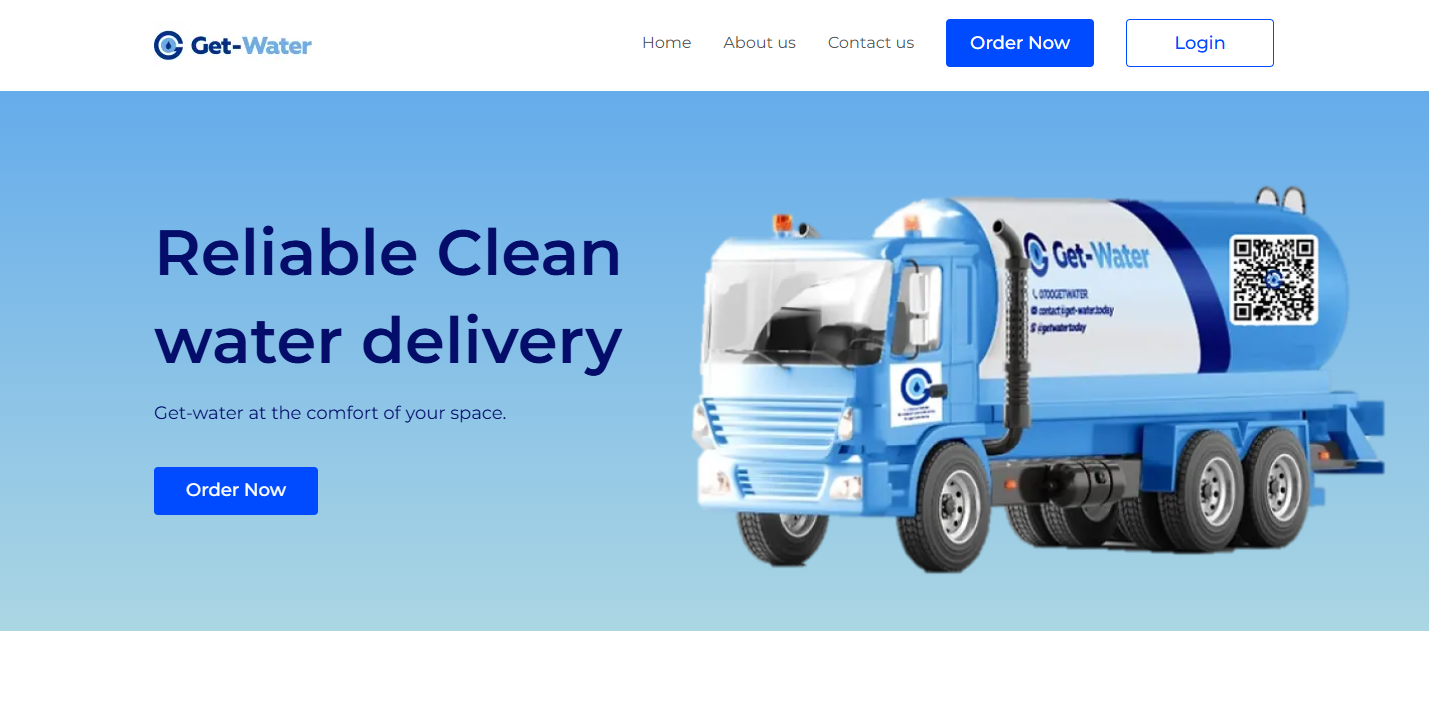 Get-Water
Home
About us
Contact us
Order Now
Login
Reliable Clean
water delivery
Get-water at the comfort of your space.
Order Now
Get-Water
0700GETWATER
contact@get-water.today
@getwatertoday